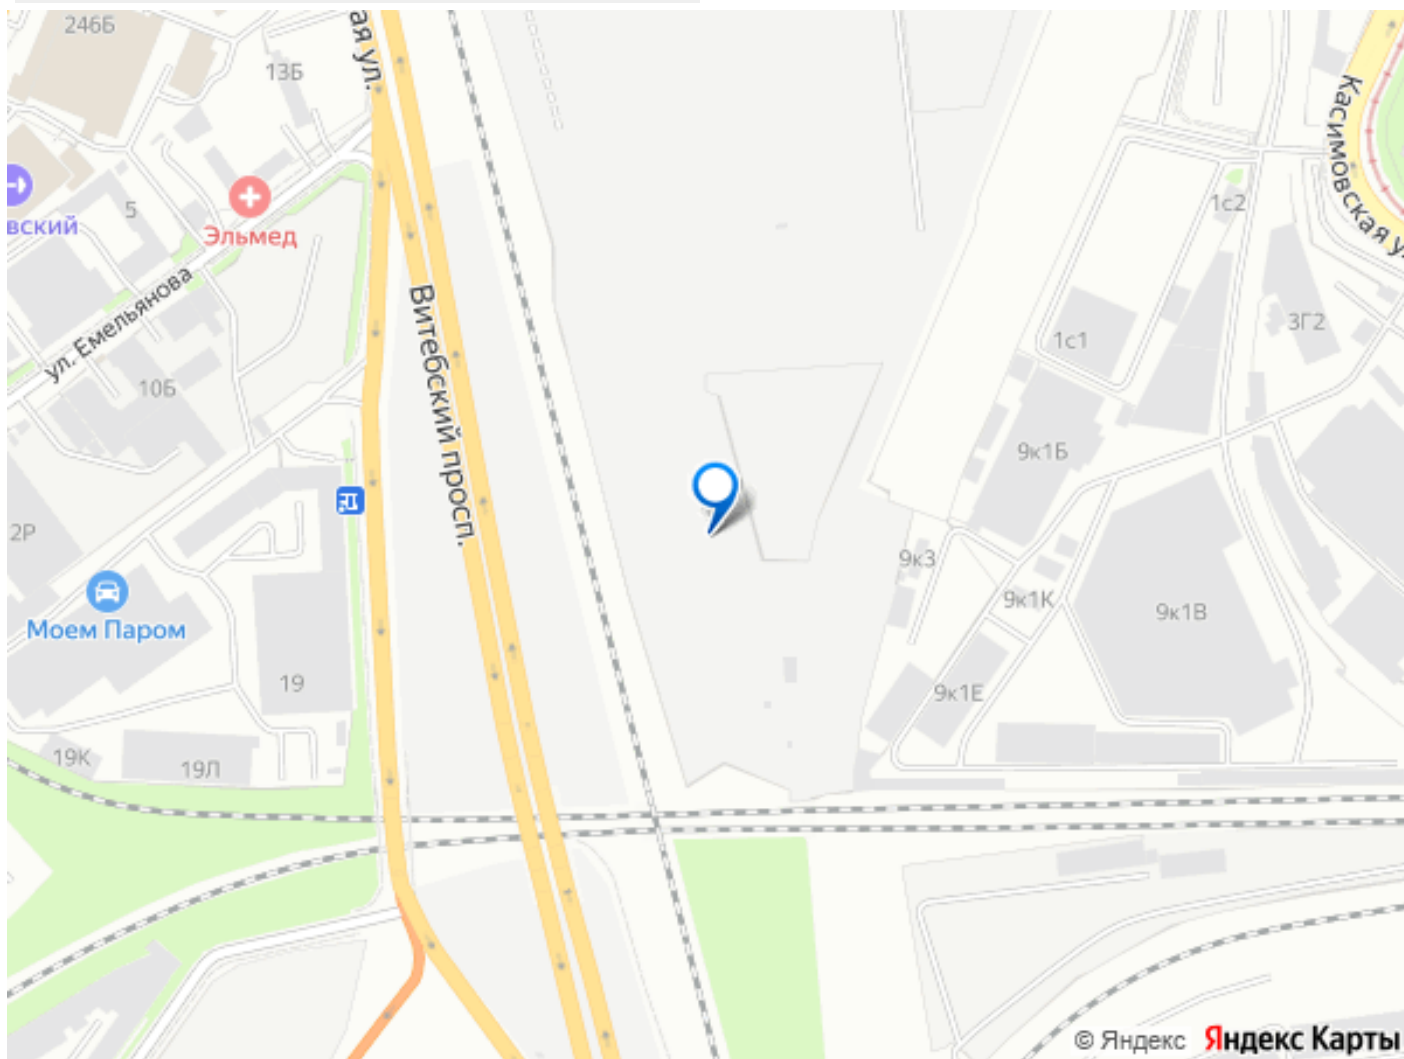 246Б
ая ул.
13Б
Касимовская у
вский
5
Эльмед
1с2
ул. Емельянова
Витебский просп.
3Г2
1с1
10Б
9к1Б
2Р
9к3
Моем Паром
9к1К
9к1В
19
9к1Е
19К
19Л
© Яндекс Яндекс Карты